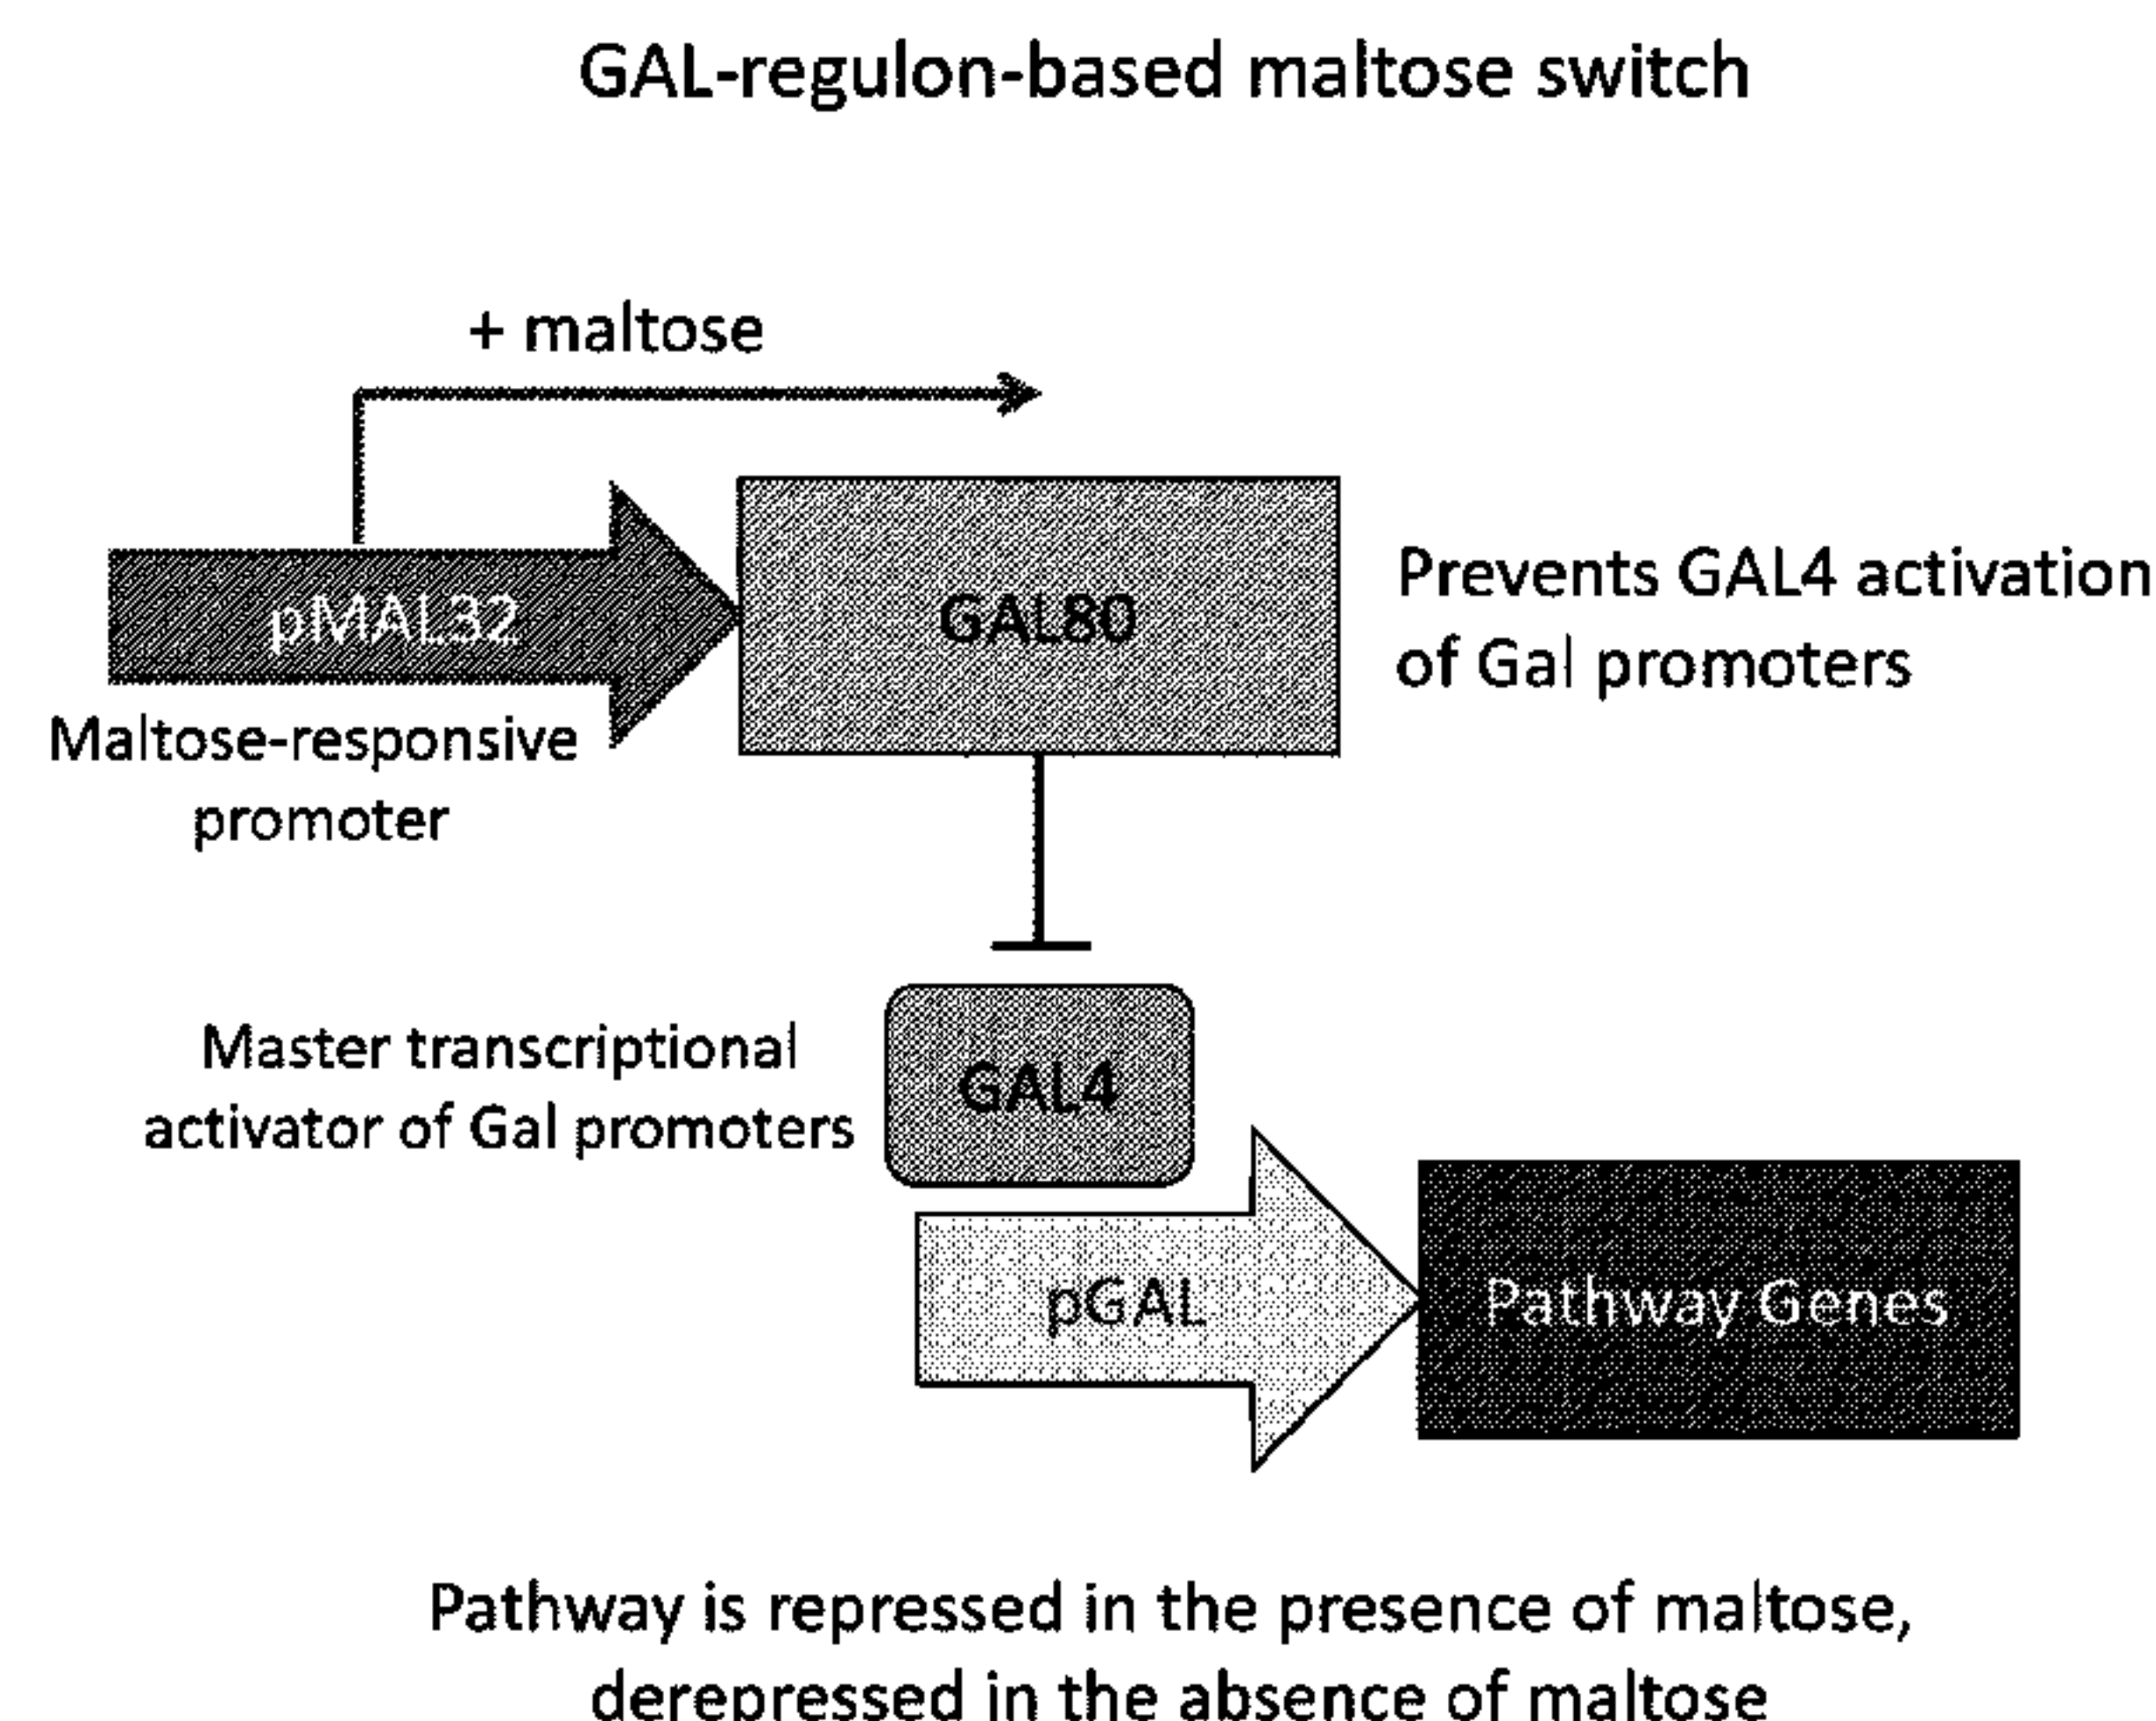 GAL-regulon-based maltose switch
+ maltose
pMAL32
GAL80
Prevents GAL4 activation
of Gal promoters
Maltose-responsive
promoter
Master transcriptional
activator of Gal promoters
GAL4
pGAL
Pathway Genes
Pathway is repressed in the presence of maltose,
derepressed in the absence of maltose